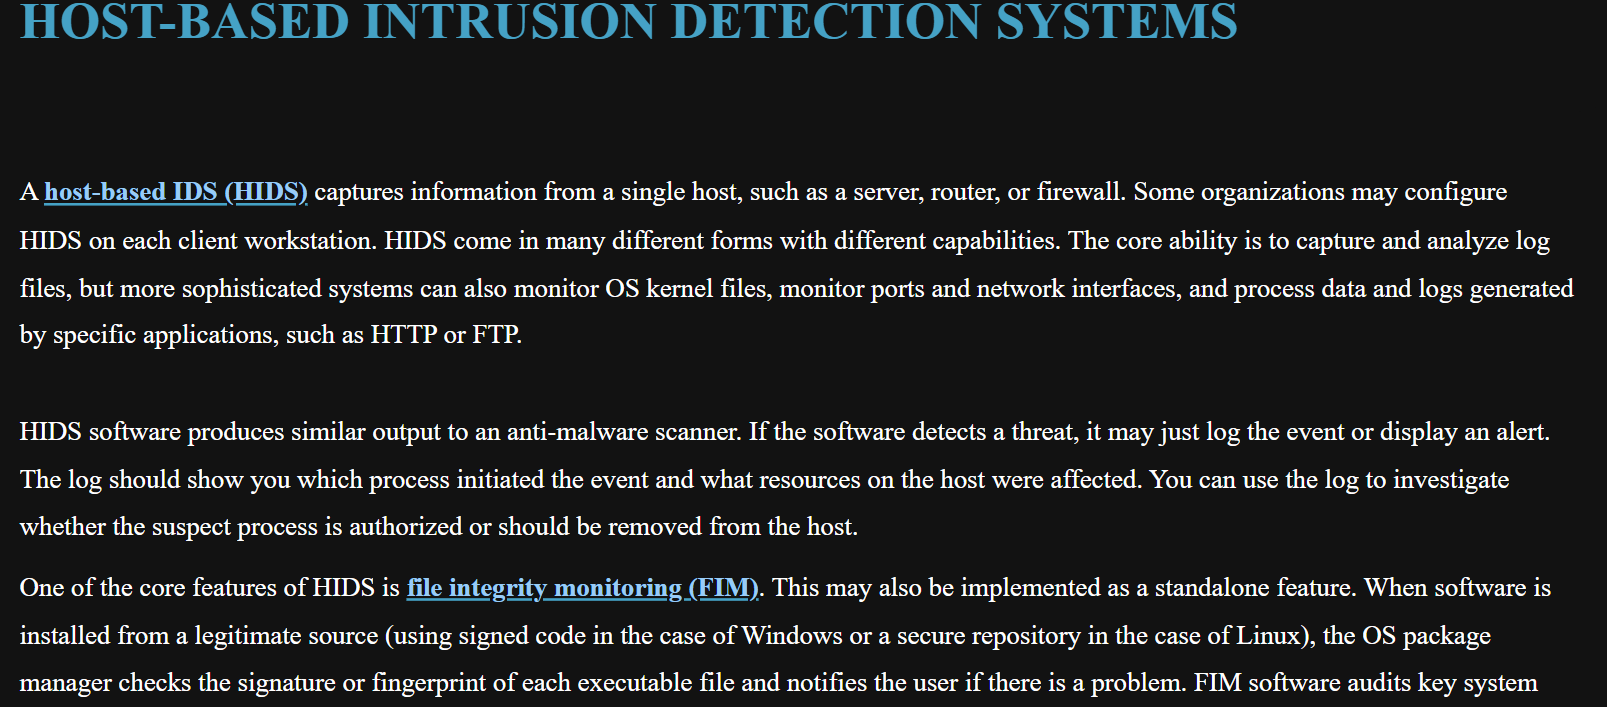 HOST-BASED INTRUSION DETECTION SYSTEMS
A host-based IDS (HIDS) captures information from a single host, such as a server, router, or firewall. Some organizations may configure
HIDS on each client workstation. HIDS come in many different forms with different capabilities. The core ability is to capture and analyze log
files, but more sophisticated systems can also monitor OS kernel files, monitor ports and network interfaces, and process data and logs generated
by specific applications, such as HTTP or FTP.
HIDS software produces similar output to an anti-malware scanner. If the software detects a threat, it may just log the event or display an alert.
The log should show you which process initiated the event and what resources on the host were affected. You can use the log to investigate
whether the suspect process is authorized or should be removed from the host.
One of the core features of HIDS is file integrity monitoring (FIM). This may also be implemented as a standalone feature. When software is
installed from a legitimate source (using signed code in the case of Windows or a secure repository in the case of Linux), the OS package
manager checks the signature or fingerprint of each executable file and notifies the user if there is a problem. FIM software audits key system